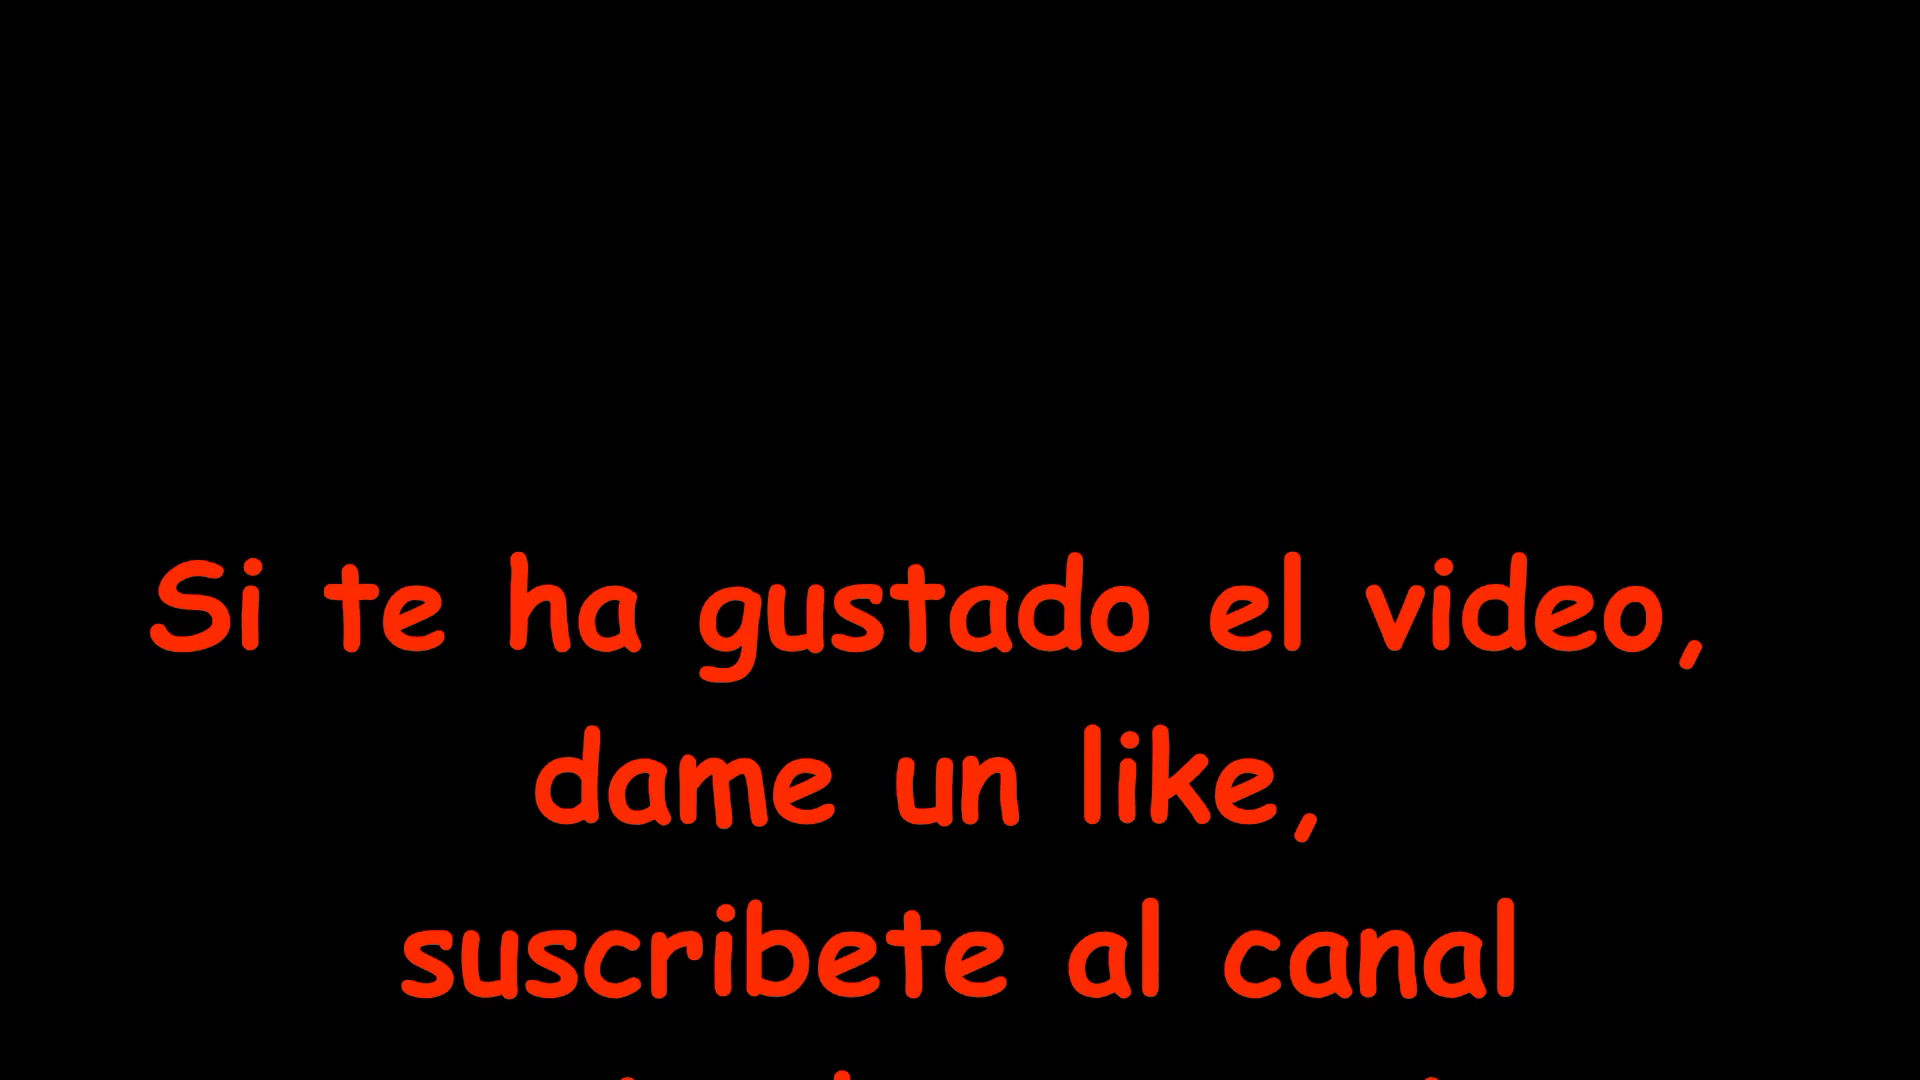 Si te ha gustado el video,
dame un like,
suscribete al canal